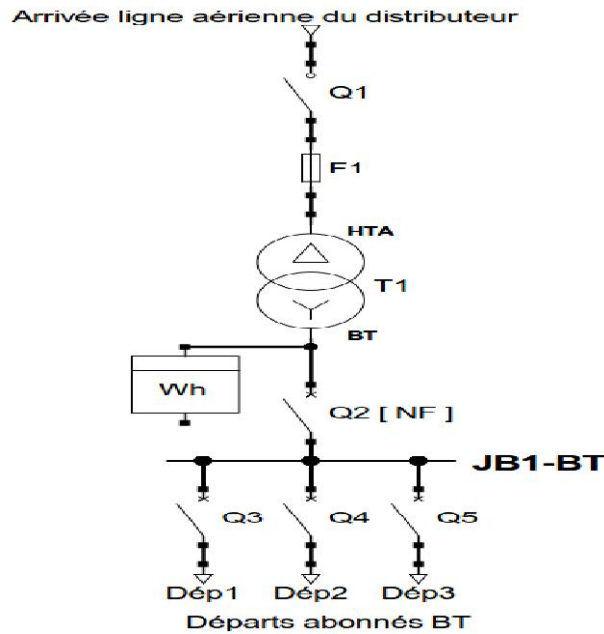 Arrivée ligne aérienne du distributeur
Q1
F1
HTA
T1
BT
Wh
Q2 [ NF ]
JB1-BT
Q3 Q4 Q5
Dép1 Dép2 Dép3
Départs abonnés BT